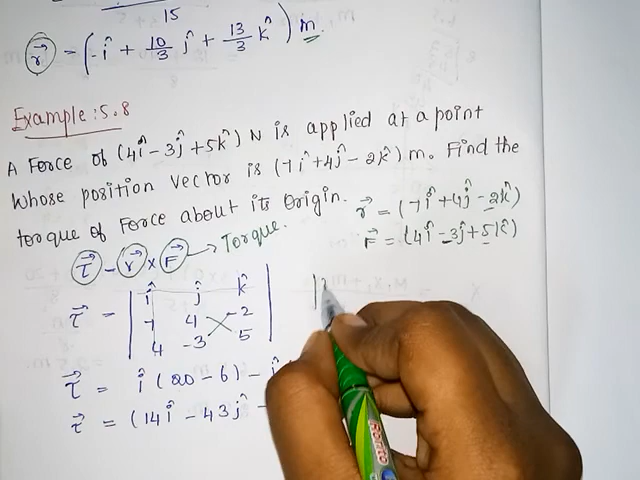 15
r⃗ = (-î + 10/3 ĵ + 13/3 k̂) m.
Example: 5.8
A Force of (4î - 3ĵ + 5k̂) N is applied at a point
whose position vector is (7î + 4ĵ - 2k̂) m. Find the
torque of Force about its Origin.
r⃗ = (7î + 4ĵ - 2k̂)
F⃗ = (4î - 3ĵ + 5k̂)
τ⃗ = r⃗ × F⃗ → Torque.
î ĵ k̂
τ⃗ = 7 4 -2
4 -3 5
τ⃗ = î (20 - 6) - ĵ
τ⃗ = (14î - 43ĵ -